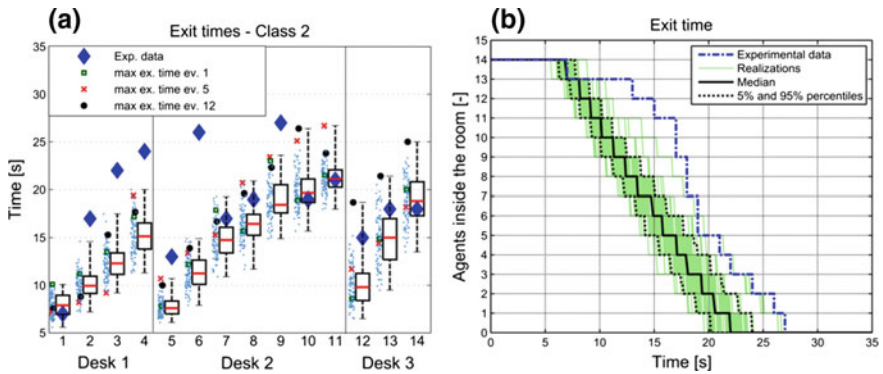 (a)
Exit times - Class 2
35
30
25
20
15
10
5
Time [s]
Exp. data
max ex. time ev. 1
max ex. time ev. 5
max ex. time ev. 12
1 2 3 4 5 6 7 8 9 10 11 12 13 14
Desk 1 Desk 2 Desk 3
(b)
Exit time
15
14
13
12
11
10
9
8
7
6
5
4
3
2
1
0
Agents inside the room [-]
Experimental data
Realizations
Median
5% and 95% percentiles
0 5 10 15 20 25 30 35
Time [s]